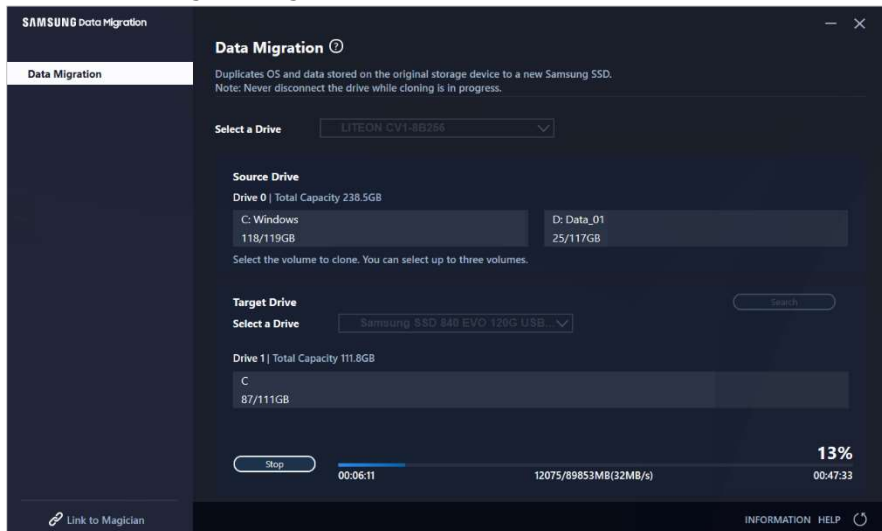 SAMSUNG Data Migration
Data Migration
Data Migration ?
Duplicates OS and data stored on the original storage device to a new Samsung SSD.
Note: Never disconnect the drive while cloning is in progress.
Select a Drive LITEON CV1-8B256
Source Drive
Drive 0 | Total Capacity 238.5GB
C: Windows D: Data_01
118/119GB 25/117GB
Select the volume to clone. You can select up to three volumes.
Target Drive Search
Select a Drive Samsung SSD 840 EVO 120G USB...
Drive 1 | Total Capacity 111.8GB
C
87/111GB
13%
Stop
00:06:11 12075/89853MB(32MB/s) 00:47:33
Link to Magician INFORMATION HELP